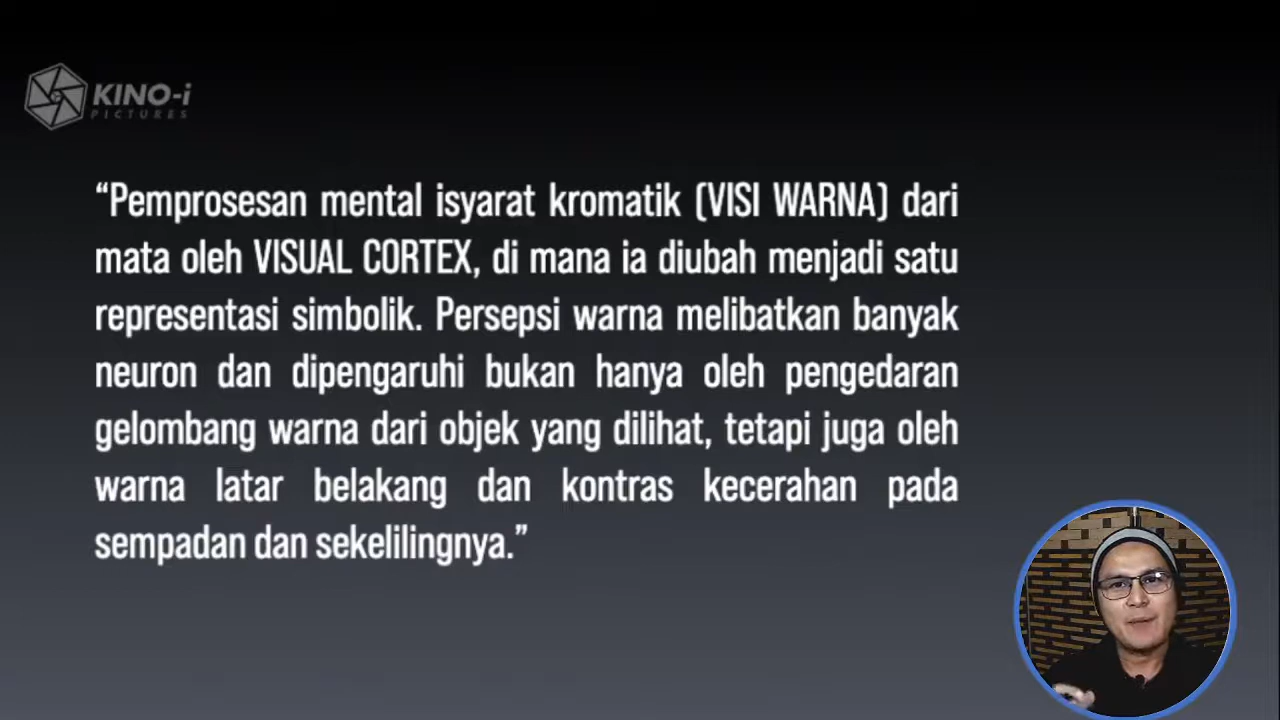 KINO-i
PICTURES
“Pemprosesan mental isyarat kromatik (VISI WARNA) dari
mata oleh VISUAL CORTEX, di mana ia diubah menjadi satu
representasi simbolik. Persepsi warna melibatkan banyak
neuron dan dipengaruhi bukan hanya oleh pengedaran
gelombang warna dari objek yang dilihat, tetapi juga oleh
warna latar belakang dan kontras kecerahan pada
sempadan dan sekelilingnya.”